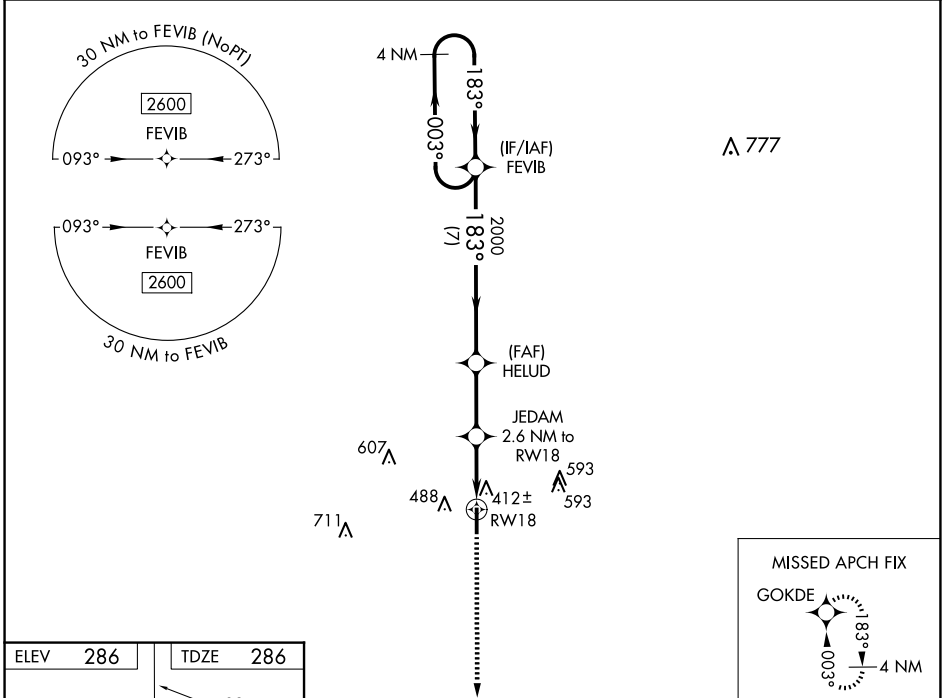 30 NM to FEVIB (NoPT)
2600
FEVIB
093°
273°
093°
273°
FEVIB
2600
30 NM to FEVIB
4 NM
183°
003°
(IF/IAF)
FEVIB
777
2000
183°
(7)
(FAF)
HELUD
JEDAM
2.6 NM to
RW18
607
593
593
488
412±
RW18
711
MISSED APCH FIX
GOKDE
183°
003°
4 NM
ELEV 286
TDZE 286